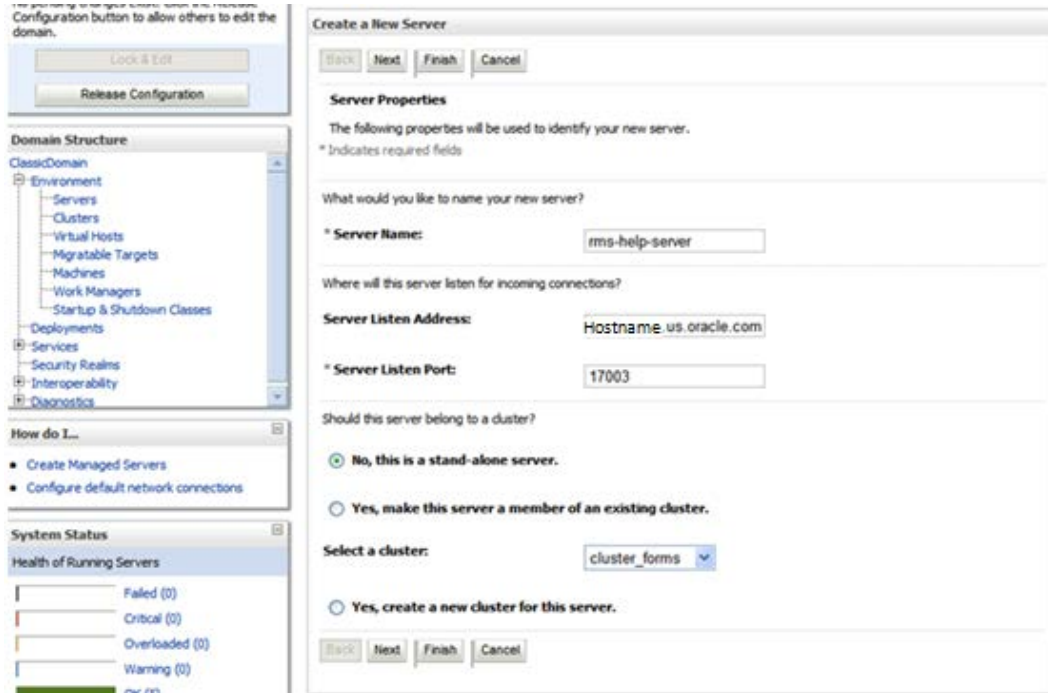 No pending changes exist. Click the Release
Configuration button to allow others to edit the
domain.
Lock & Edit
Release Configuration
Domain Structure
ClassicDomain
Environment
Servers
Clusters
Virtual Hosts
Migratable Targets
Machines
Work Managers
Startup & Shutdown Classes
Deployments
Services
Security Realms
Interoperability
Diagnostics
How do I...
Create Managed Servers
Configure default network connections
System Status
Health of Running Servers
Failed (0)
Critical (0)
Overloaded (0)
Warning (0)
Create a New Server
Back Next Finish Cancel
Server Properties
The following properties will be used to identify your new server.
* Indicates required fields
What would you like to name your new server?
* Server Name: rms-help-server
Where will this server listen for incoming connections?
Server Listen Address: Hostname.us.oracle.com
* Server Listen Port: 17003
Should this server belong to a cluster?
No, this is a stand-alone server.
Yes, make this server a member of an existing cluster.
Select a cluster: cluster_forms
Yes, create a new cluster for this server.
Back Next Finish Cancel